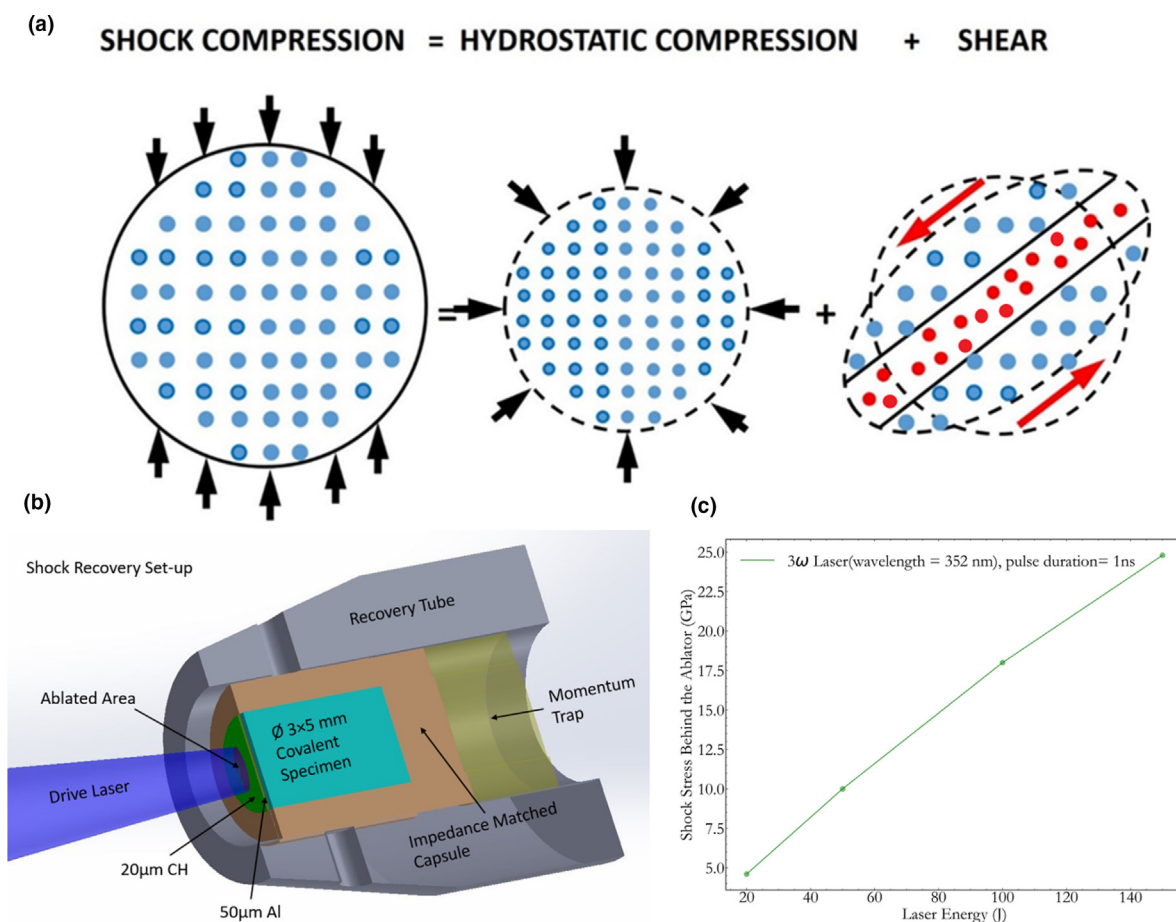 (a)
SHOCK COMPRESSION = HYDROSTATIC COMPRESSION + SHEAR
=
+
(b)
Shock Recovery Set-up
Recovery Tube
Ablated Area
Ø 3×5 mm
Covalent
Specimen
Momentum
Trap
Drive Laser
Impedance Matched
Capsule
20μm CH
50μm Al
(c)
3ω Laser(wavelength = 352 nm), pulse duration= 1ns
Shock Stress Behind the Ablator (GPa)
25.0
22.5
20.0
17.5
15.0
12.5
10.0
7.5
5.0
20 40 60 80 100 120 140
Laser Energy (J)